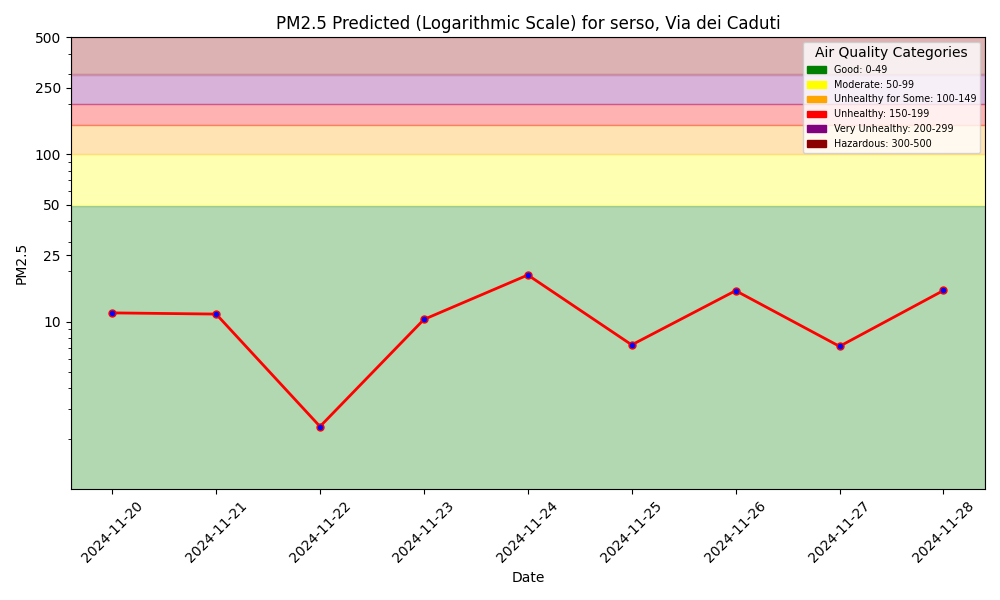 PM2.5 Predicted (Logarithmic Scale) for serso, Via dei Caduti
Air Quality Categories
Good: 0-49
Moderate: 50-99
Unhealthy for Some: 100-149
Unhealthy: 150-199
Very Unhealthy: 200-299
Hazardous: 300-500
500
250
100
50
25
10
PM2.5
2024-11-20
2024-11-21
2024-11-22
2024-11-23
2024-11-24
2024-11-25
2024-11-26
2024-11-27
2024-11-28
Date